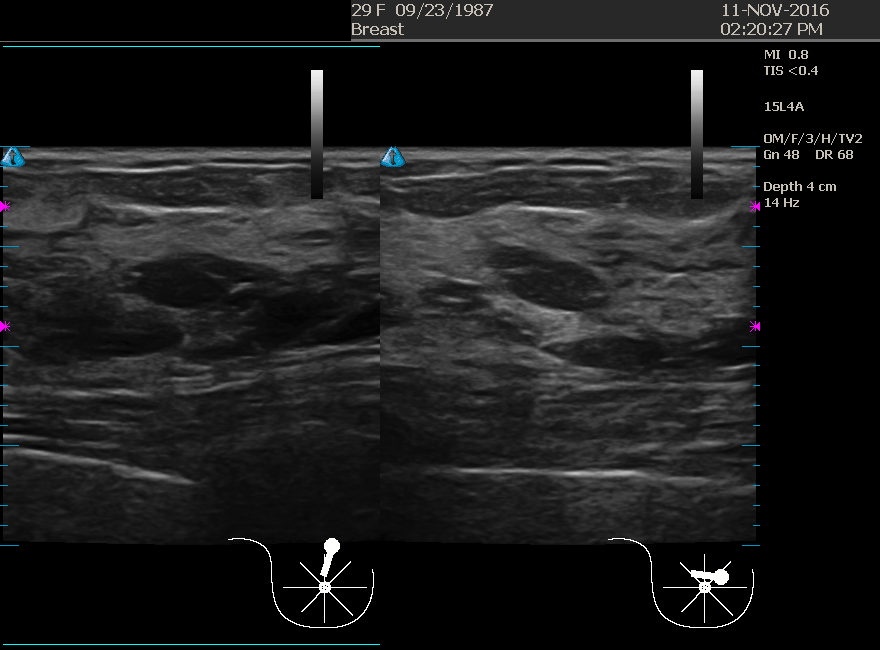 29 F 09/23/1987 11-NOV-2016
Breast 02:20:27 PM
MI 0.8
TIS <0.4
15L4A
OM/F/3/H/TV2
Gn 48 DR 68
Depth 4 cm
14 Hz